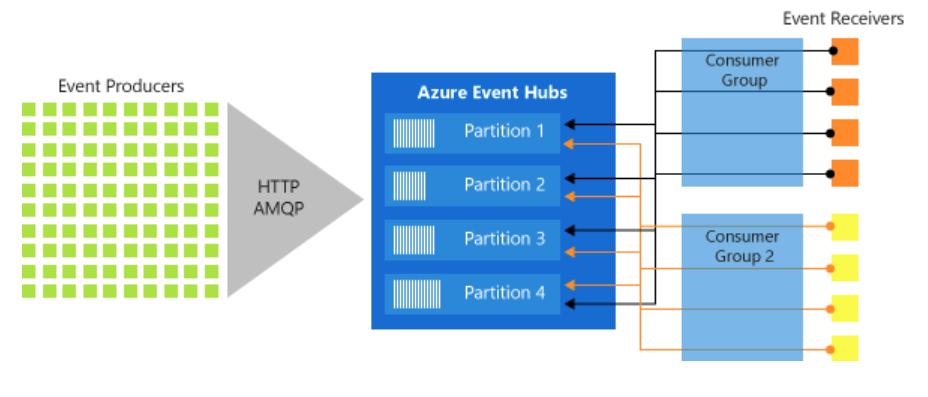 Event Receivers
Event Producers
HTTP
AMQP
Azure Event Hubs
Partition 1
Partition 2
Partition 3
Partition 4
Consumer
Group
Consumer
Group 2